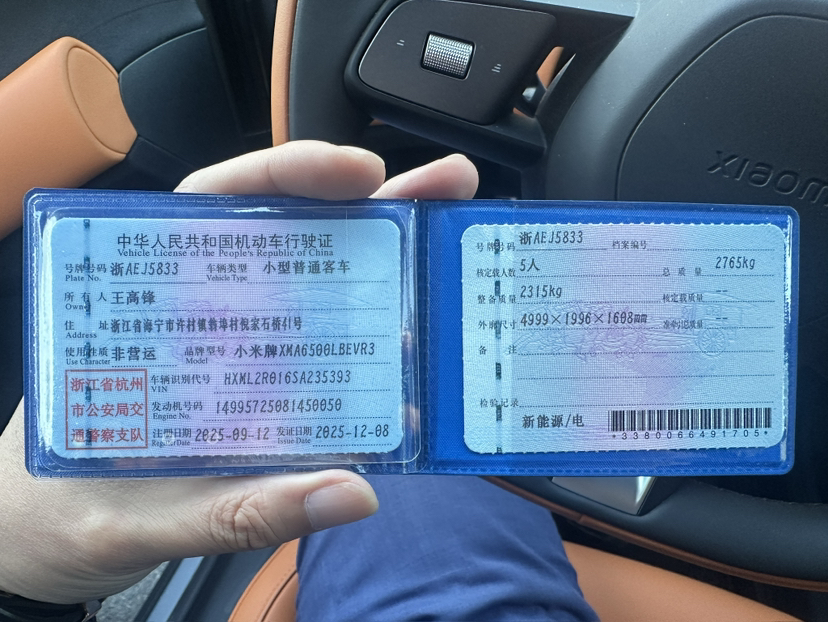 中华人民共和国机动车行驶证
Vehicle License of the People's Republic of China
号牌号码 浙AEJ5833 车辆类型 小型普通客车
Plate No. Vehicle Type
所有人 王高锋
Owner
住址 浙江省海宁市许村镇 村倪家石桥41号
Address
使用性质 非营运 品牌型号 小米牌XMA6500LBEVR3
Use Character Model
浙江省杭州
市公安局交
通警察支队
车辆识别代号 HXML2R016SA235393
VIN
发动机号码 14995725081450050
Engine No.
注册日期 2025-09-12 发证日期 2025-12-08
Register Date Issue Date
号牌号码 浙AEJ5833 档案编号
核定载人数 5人 总质量 2765kg
整备质量 2315kg 核定载质量 --
外廓尺寸 4999×1996×1608mm 准牵引总质量 --
备注
检验记录
新能源/电
*3380066491705*
xiaom